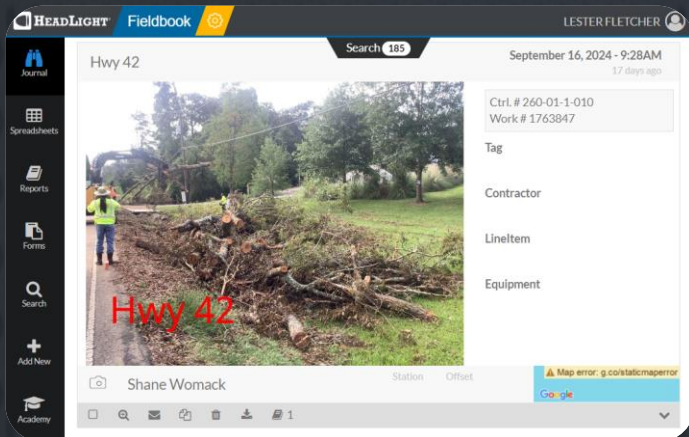 HEADLIGHT
Fieldbook
LESTER FLETCHER
Journal
Spreadsheets
Reports
Forms
Search
Add New
Academy
Hwy 42
Search 185
September 16, 2024 - 9:28AM
17 days ago
Hwy 42
Ctrl. # 260-01-1-010
Work # 1763847
Tag
Contractor
LineItem
Equipment
Shane Womack
Station Offset
Map error: g.co/staticmaperror
Google
1